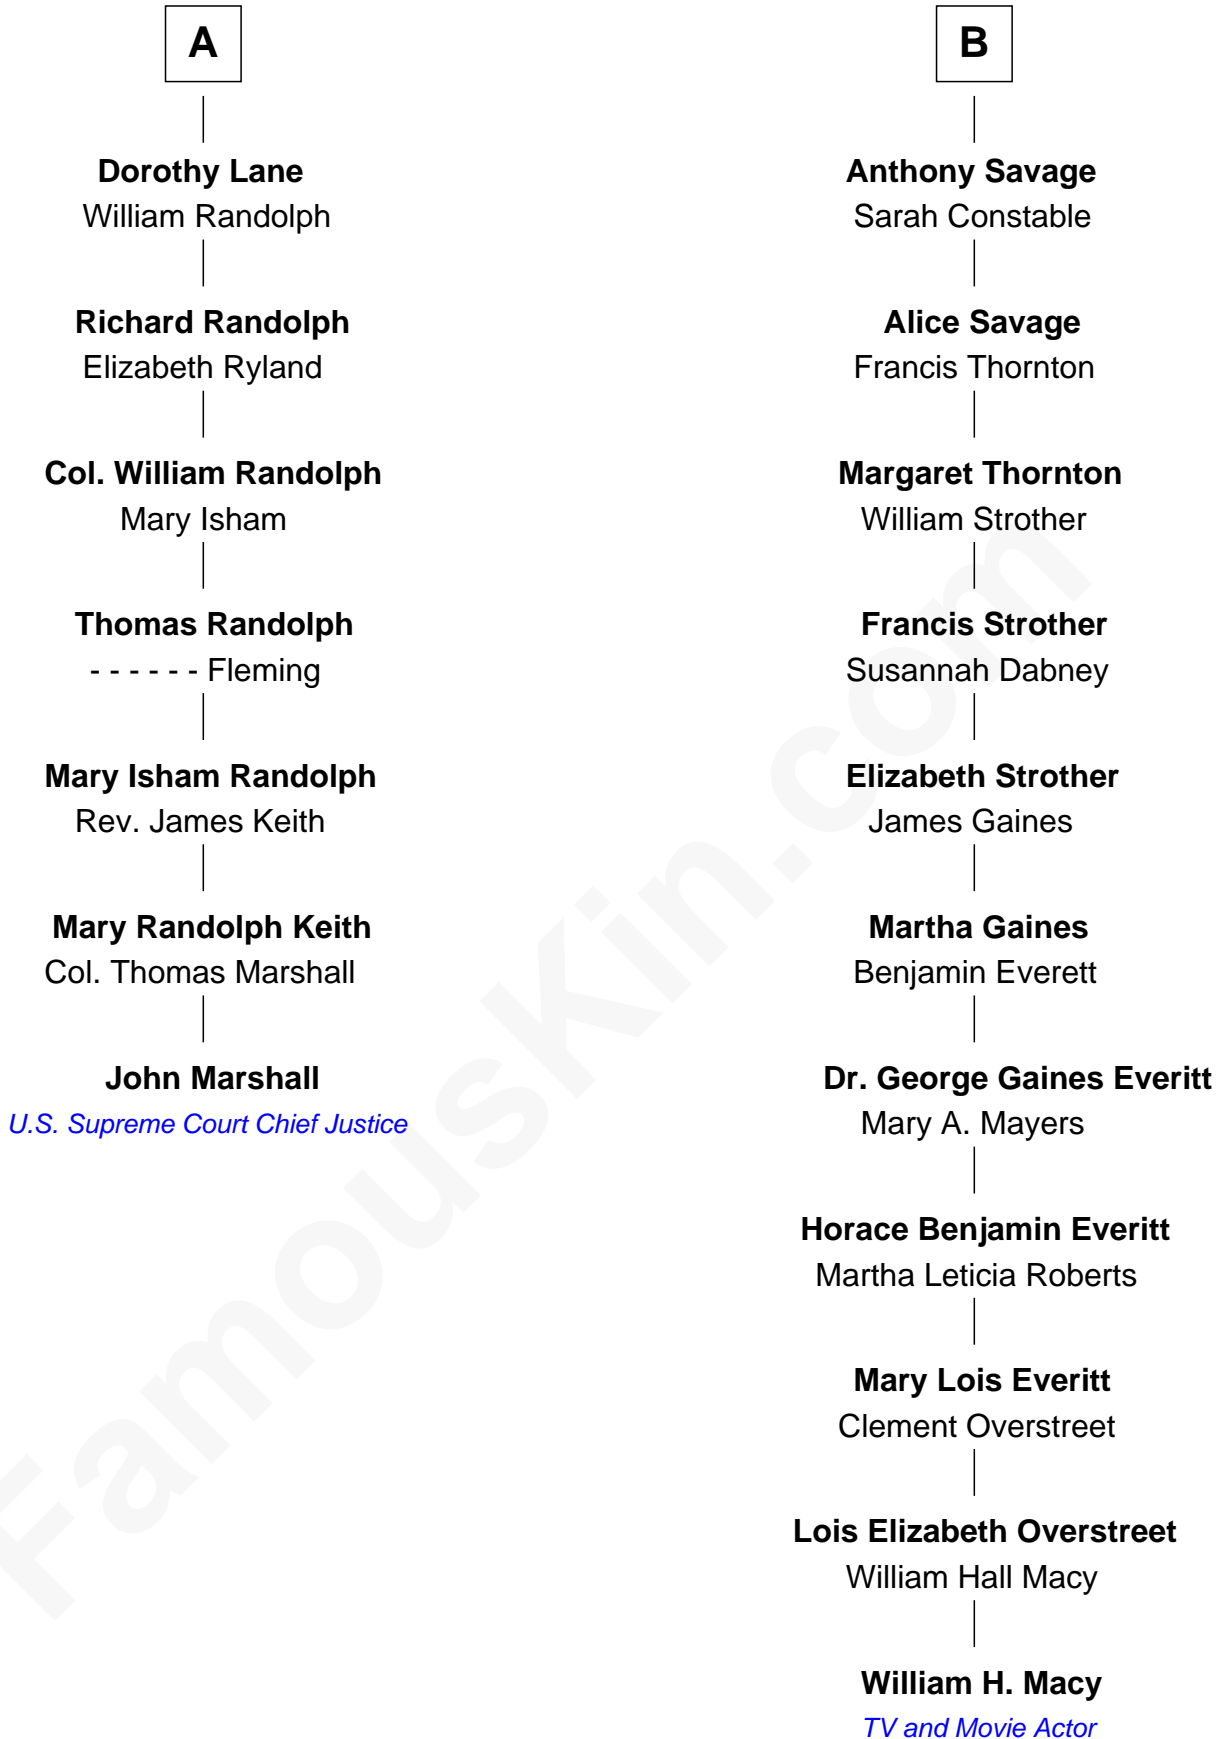 A
Dorothy Lane
William Randolph
Richard Randolph
Elizabeth Ryland
Col. William Randolph
Mary Isham
Thomas Randolph
- - - - - - Fleming
Mary Isham Randolph
Rev. James Keith
Mary Randolph Keith
Col. Thomas Marshall
John Marshall
U.S. Supreme Court Chief Justice
B
Anthony Savage
Sarah Constable
Alice Savage
Francis Thornton
Margaret Thornton
William Strother
Francis Strother
Susannah Dabney
Elizabeth Strother
James Gaines
Martha Gaines
Benjamin Everett
Dr. George Gaines Everitt
Mary A. Mayers
Horace Benjamin Everitt
Martha Leticia Roberts
Mary Lois Everitt
Clement Overstreet
Lois Elizabeth Overstreet
William Hall Macy
William H. Macy
TV and Movie Actor
FamousKin.com